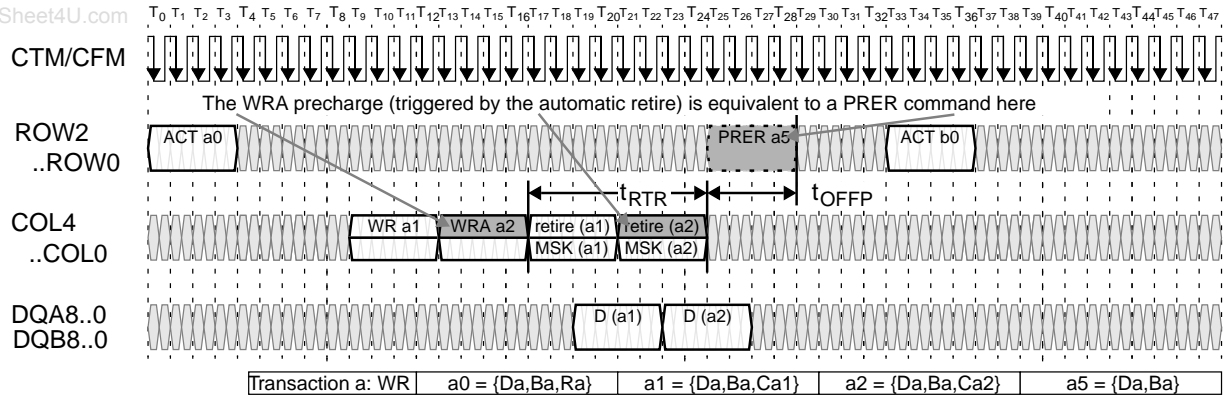 Sheet4U.com
T0 T1 T2 T3 T4 T5 T6 T7 T8 T9 T10 T11 T12 T13 T14 T15 T16 T17 T18 T19 T20 T21 T22 T23 T24 T25 T26 T27 T28 T29 T30 T31 T32 T33 T34 T35 T36 T37 T38 T39 T40 T41 T42 T43 T44 T45 T46 T47
CTM/CFM
The WRA precharge (triggered by the automatic retire) is equivalent to a PRER command here
ROW2
..ROW0
ACT a0
PRER a5
ACT b0
tRTR
tOFFP
COL4
..COL0
WR a1
WRA a2
retire (a1)
retire (a2)
MSK (a1)
MSK (a2)
DQA8..0
DQB8..0
D (a1)
D (a2)
Transaction a: WR
a0 = {Da,Ba,Ra}
a1 = {Da,Ba,Ca1}
a2 = {Da,Ba,Ca2}
a5 = {Da,Ba}